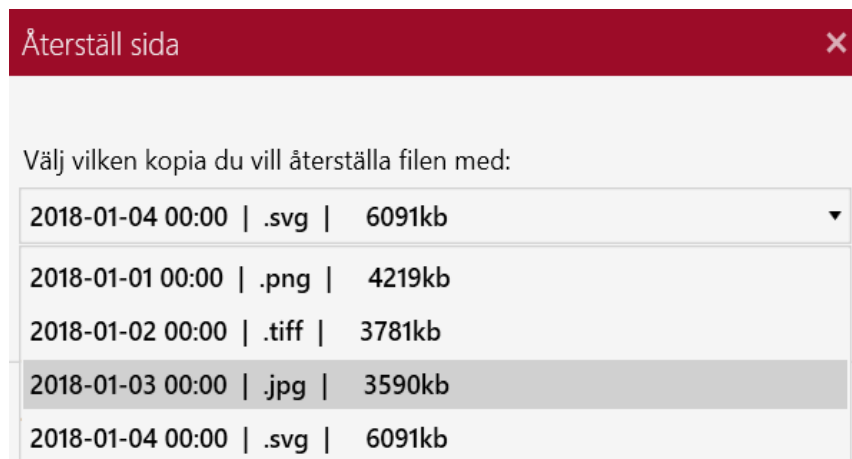 Återställ sida
Välj vilken kopia du vill återställa filen med:
2018-01-04 00:00 | .svg | 6091kb
2018-01-01 00:00 | .png | 4219kb
2018-01-02 00:00 | .tiff | 3781kb
2018-01-03 00:00 | .jpg | 3590kb
2018-01-04 00:00 | .svg | 6091kb